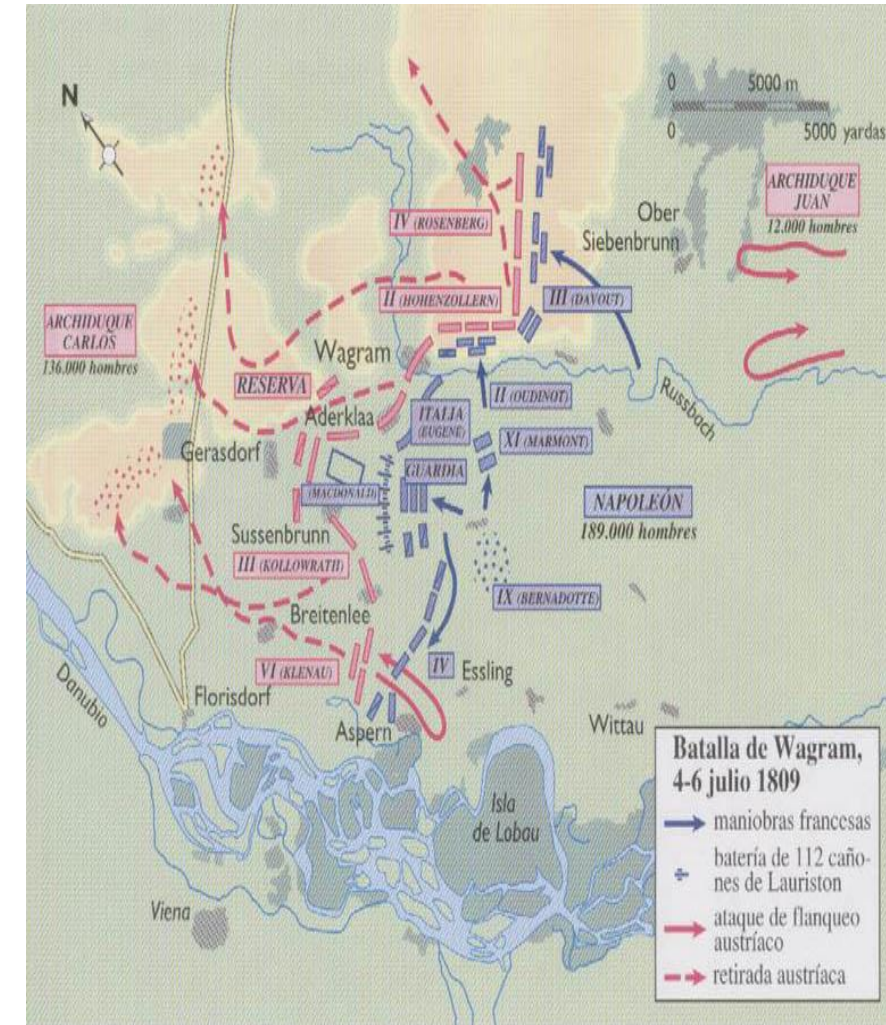 N
0 5000 m
0 5000 yardas
ARCHIDUQUE
JUAN
12.000 hombres
IV (ROSENBERG)
Ober
Siebenbrunn
II (HOHENZOLLERN)
III (DAVOUT)
ARCHIDUQUE
CARLOS
136.000 hombres
Wagram
RESERVA
II (OUDINOT)
Russbach
Aderklaa
ITALIA
(EUGENE)
XI (MARMONT)
Gerasdorf
GUARDIA
(MACDONALD)
NAPOLEÓN
189.000 hombres
Sussenbrunn
III (KOLLOWRATH)
IX (BERNADOTTE)
Breitenlee
VI (KLENAU)
IV
Essling
Danubio
Florisdorf
Aspern
Wittau
Isla
de Lobau
Viena
Batalla de Wagram,
4-6 julio 1809
maniobras francesas
batería de 112 caño-
nes de Lauriston
ataque de flanqueo
austríaco
retirada austríaca